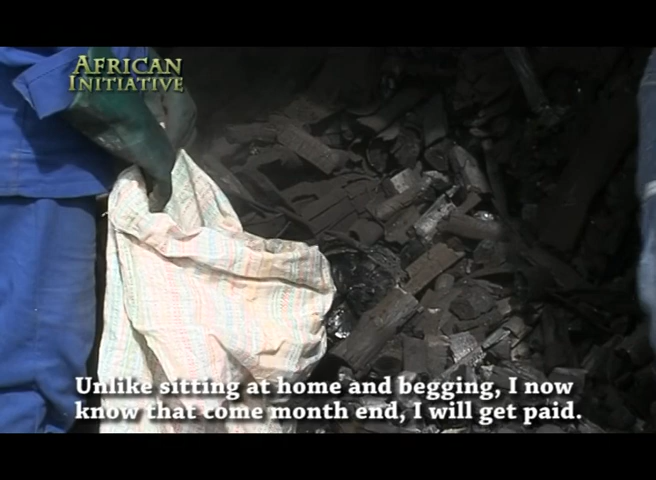 AFRICAN
INITIATIVE
Unlike sitting at home and begging, I now
know that come month end, I will get paid.